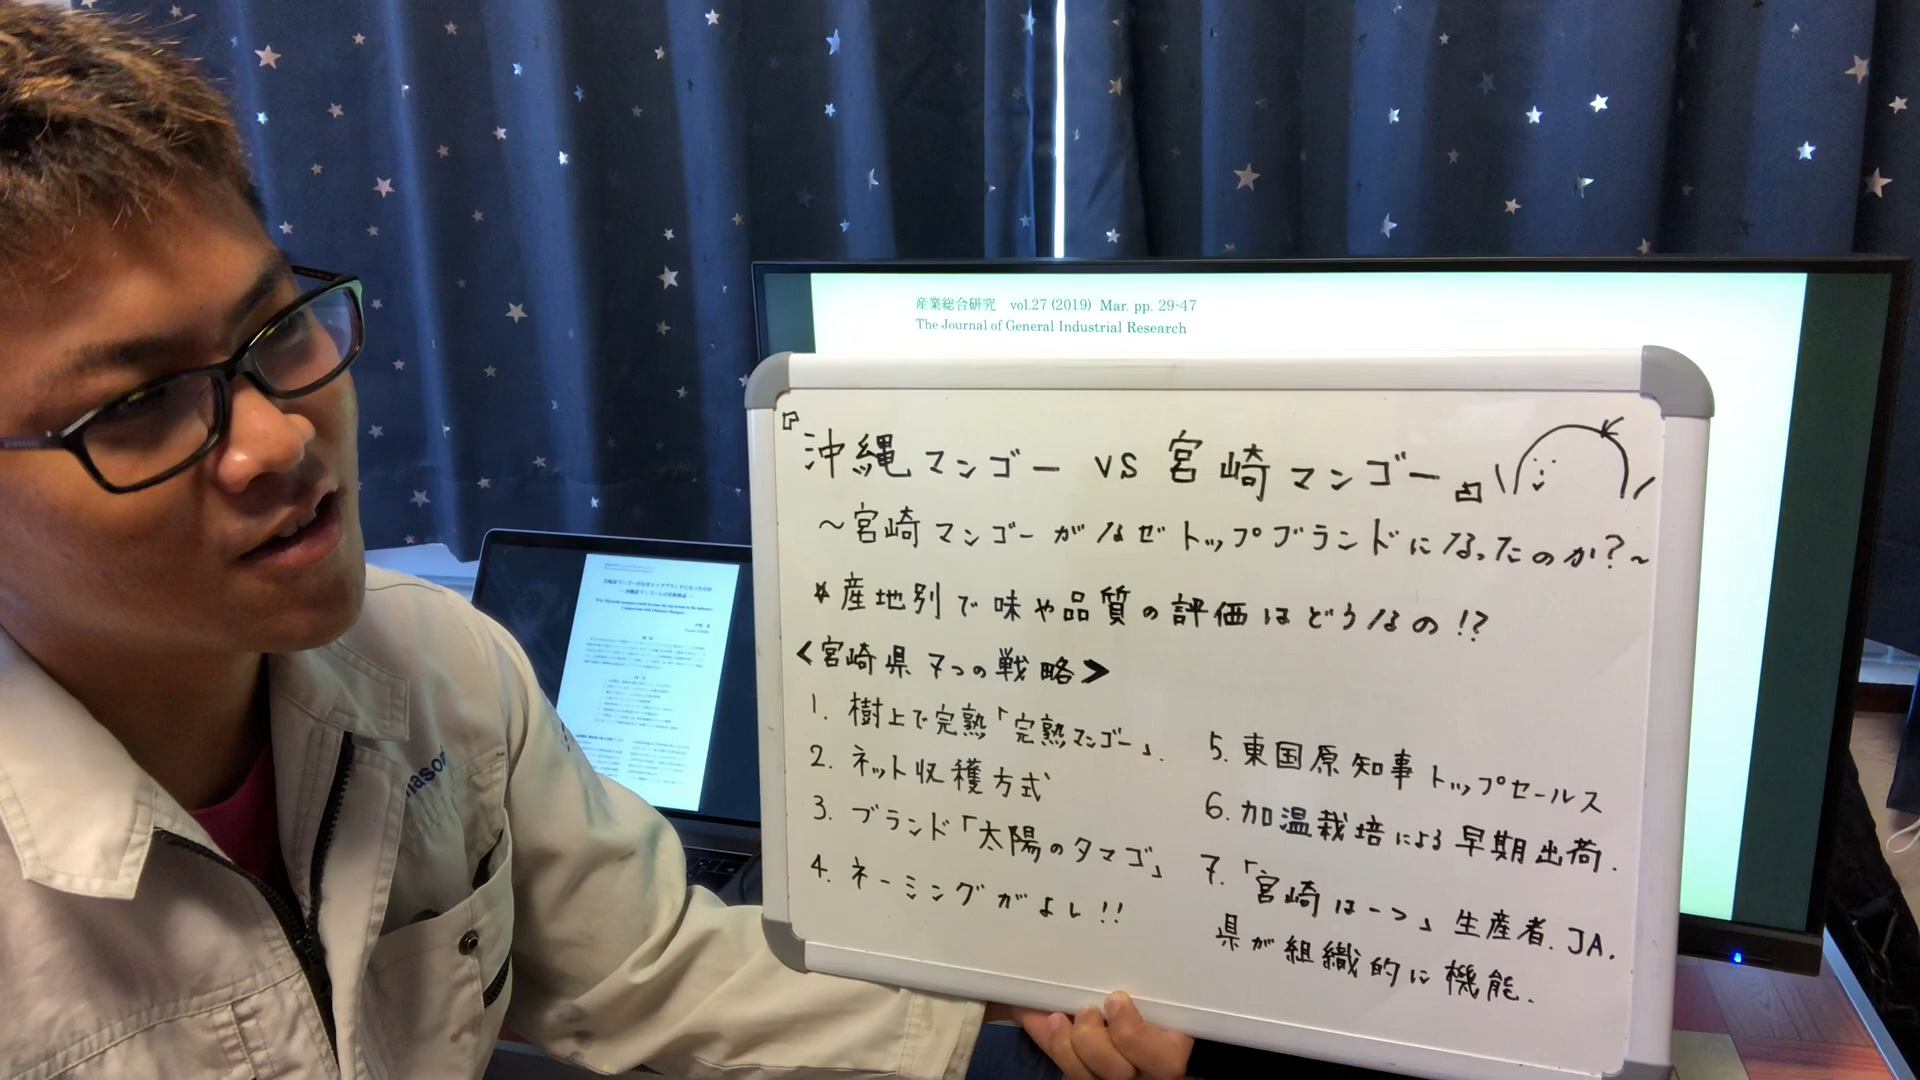 産業総合研究 vol.27 (2019) Mar. pp. 29-47
The Journal of General Industrial Research
『沖縄マンゴー vs 宮崎マンゴー』
～宮崎マンゴーがなぜトップブランドになったのか?～
*産地別で味や品質の評価はどうなの!?
<宮崎県7つの戦略>
1. 樹上で完熟「完熟マンゴー」.
2. ネット収穫方式
3. ブランド「太陽のタマゴ」
4. ネーミングがよし!!
5. 東国原知事トップセールス
6. 加温栽培による早期出荷.
7. 「宮崎は一つ」生産者.JA.
県が組織的に機能.